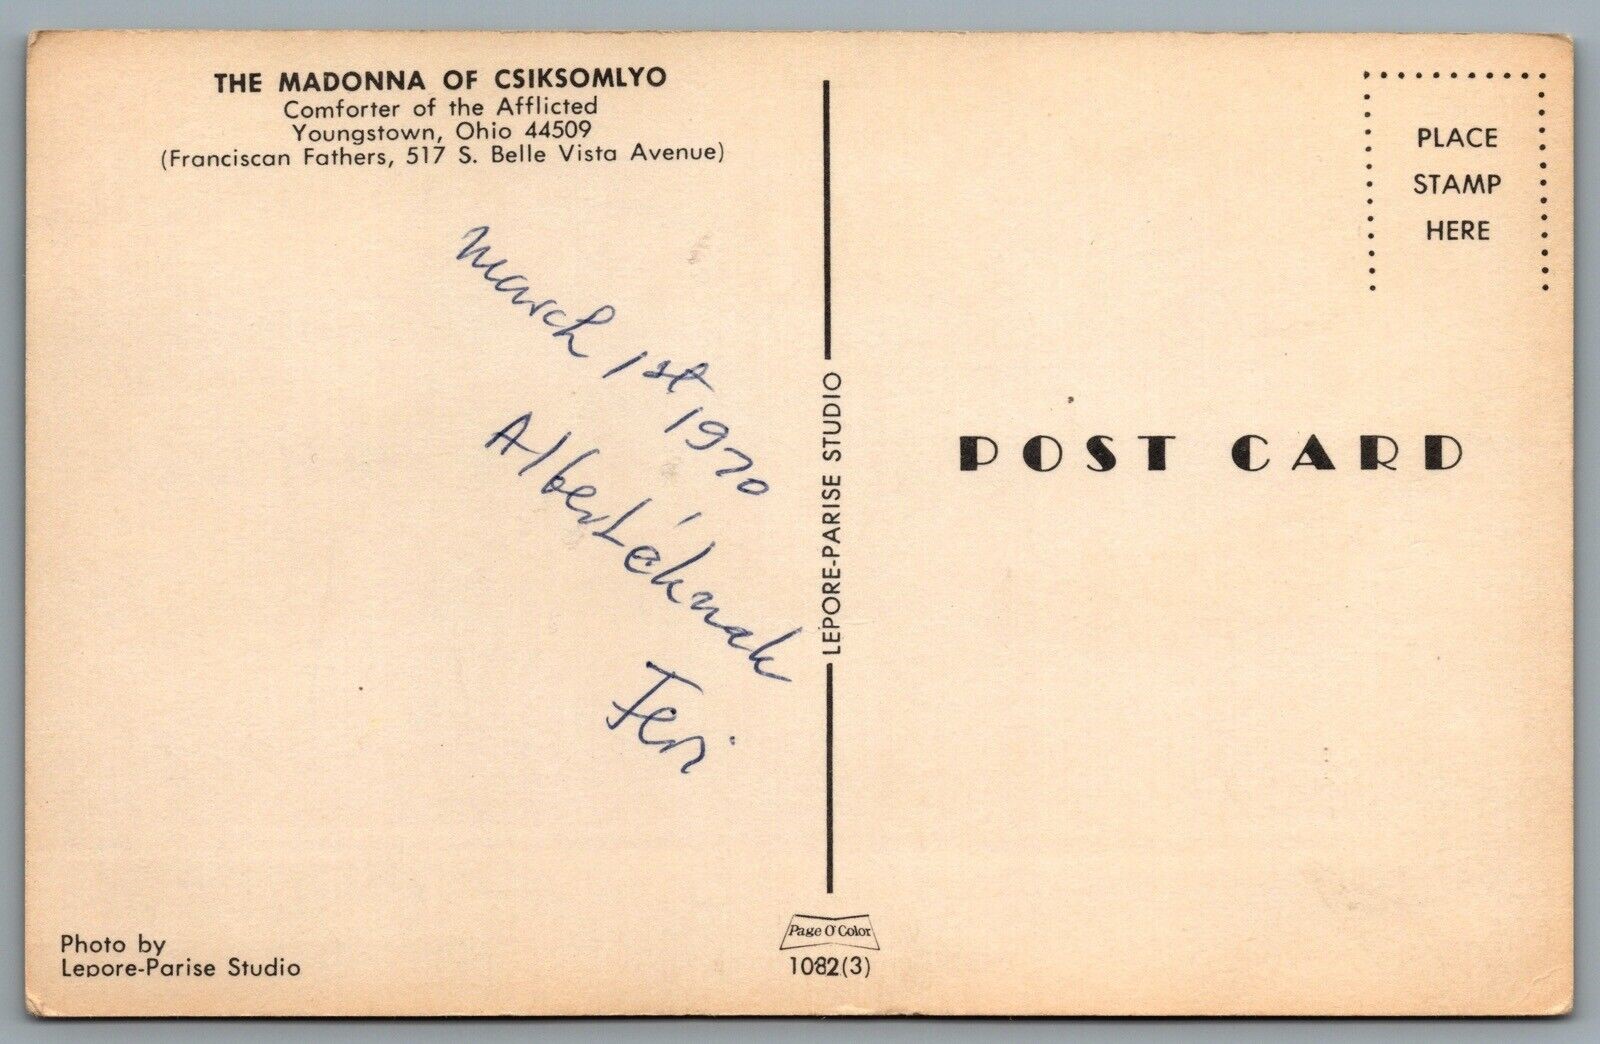 THE MADONNA OF CSIKSOMLYO
Comforter of the Afflicted
Youngstown, Ohio 44509
(Franciscan Fathers, 517 S. Belle Vista Avenue)
March 1st 1970
Albertéknak
Feri
Photo by
Lepore-Parise Studio
LEPORE-PARISE STUDIO
Page O'Color
1082(3)
PLACE
STAMP
HERE
POST CARD